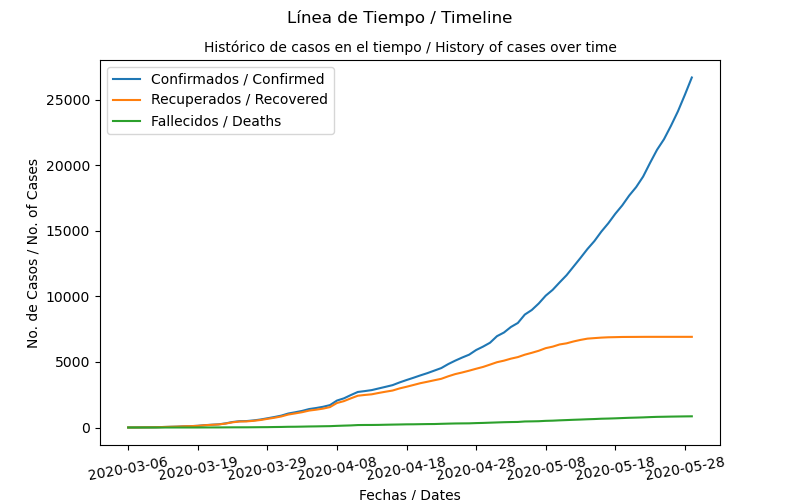 Línea de Tiempo / Timeline
Histórico de casos en el tiempo / History of cases over time
Confirmados / Confirmed
Recuperados / Recovered
Fallecidos / Deaths
No. de Casos / No. of Cases
25000
20000
15000
10000
5000
0
2020-03-06 2020-03-19 2020-03-29 2020-04-08 2020-04-18 2020-04-28 2020-05-08 2020-05-18 2020-05-28
Fechas / Dates